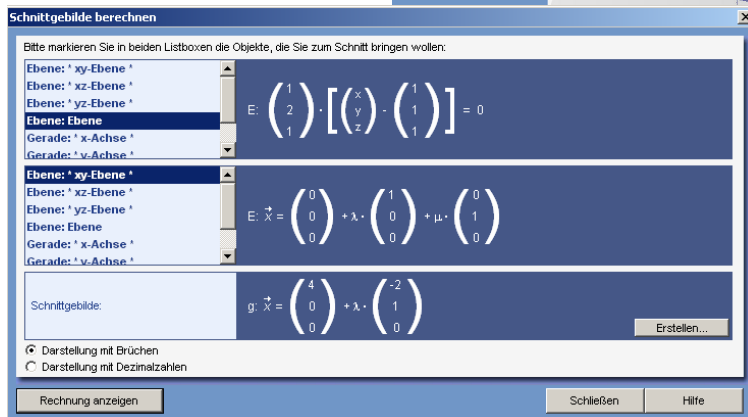 Schnittgebilde berechnen
Bitte markieren Sie in beiden Listboxen die Objekte, die Sie zum Schnitt bringen wollen:
Ebene: * xy-Ebene *
Ebene: * xz-Ebene *
Ebene: * yz-Ebene *
Ebene: Ebene
Gerade: * x-Achse *
Gerade: * y-Achse *
E: (1 2 1) · [(x y z) - (1 1 1)] = 0
Ebene: * xy-Ebene *
Ebene: * xz-Ebene *
Ebene: * yz-Ebene *
Ebene: Ebene
Gerade: * x-Achse *
Gerade: * y-Achse *
E: x⃗ = (0 0 0) + λ· (1 0 0) + μ· (0 1 0)
Schnittgebilde:
g: x⃗ = (4 0 0) + λ· (-2 1 0)
Erstellen...
Darstellung mit Brüchen
Darstellung mit Dezimalzahlen
Rechnung anzeigen
Schließen
Hilfe